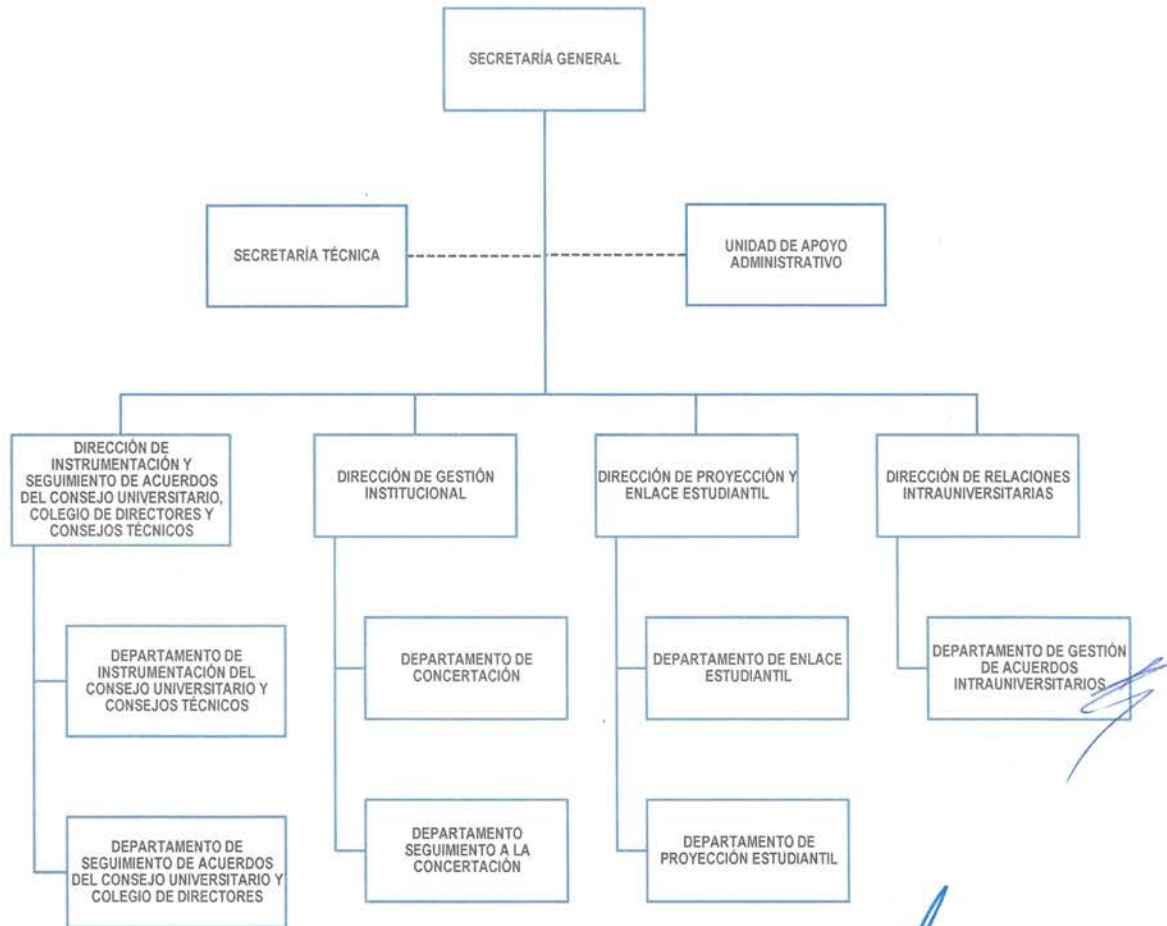 SECRETARÍA GENERAL
SECRETARÍA TÉCNICA
UNIDAD DE APOYO
ADMINISTRATIVO
DIRECCIÓN DE
INSTRUMENTACIÓN Y
SEGUIMIENTO DE ACUERDOS
DEL CONSEJO UNIVERSITARIO,
COLEGIO DE DIRECTORES Y
CONSEJOS TÉCNICOS
DIRECCIÓN DE GESTIÓN
INSTITUCIONAL
DIRECCIÓN DE PROYECCIÓN Y
ENLACE ESTUDIANTIL
DIRECCIÓN DE RELACIONES
INTRAUNIVERSITARIAS
DEPARTAMENTO DE
INSTRUMENTACIÓN DEL
CONSEJO UNIVERSITARIO Y
CONSEJOS TÉCNICOS
DEPARTAMENTO DE
CONCERTACIÓN
DEPARTAMENTO DE ENLACE
ESTUDIANTIL
DEPARTAMENTO DE GESTIÓN
DE ACUERDOS
INTRAUNIVERSITARIOS
DEPARTAMENTO DE
SEGUIMIENTO DE ACUERDOS
DEL CONSEJO UNIVERSITARIO Y
COLEGIO DE DIRECTORES
DEPARTAMENTO
SEGUIMIENTO A LA
CONCERTACIÓN
DEPARTAMENTO DE
PROYECCIÓN ESTUDIANTIL